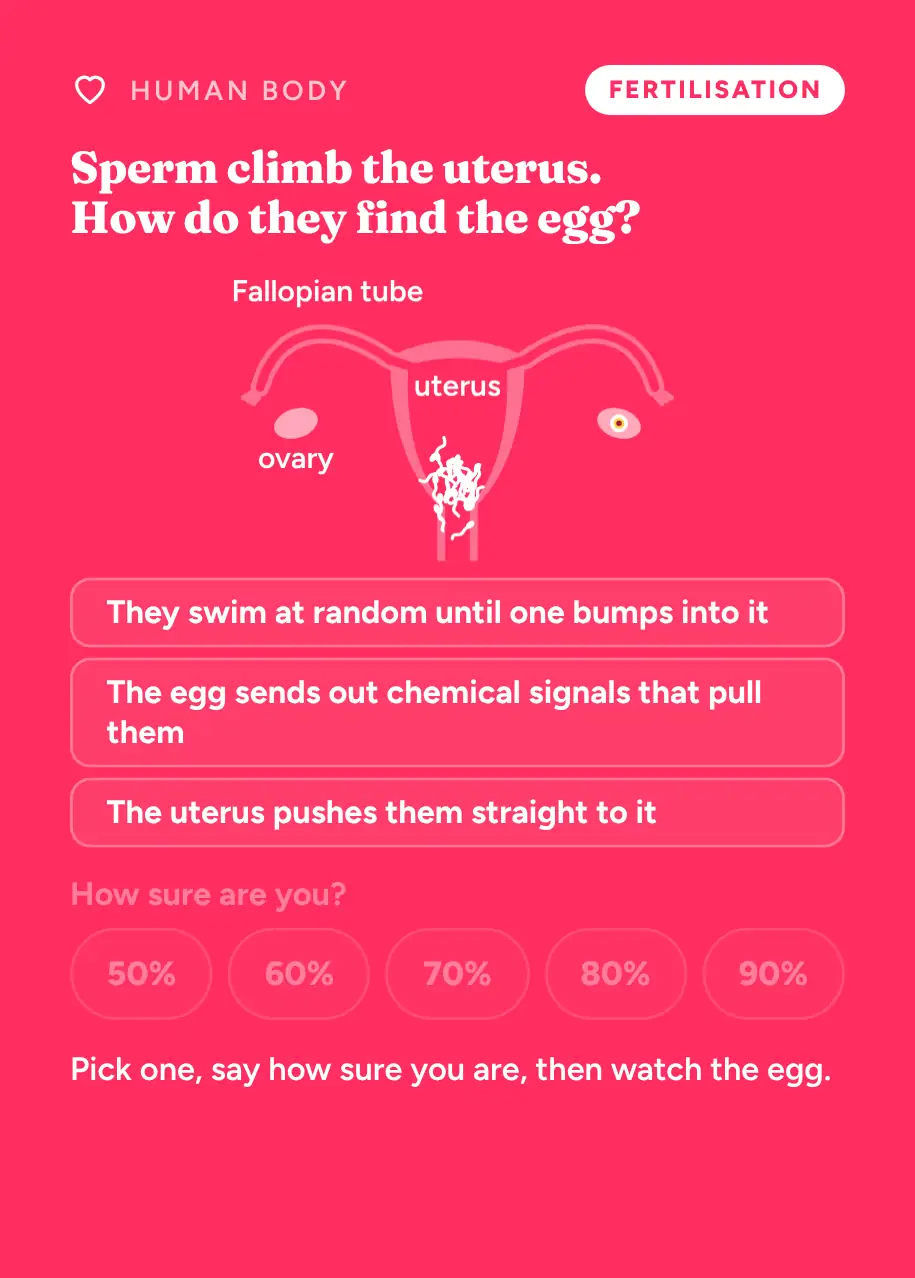 HUMAN BODY
FERTILISATION
Sperm climb the uterus.
How do they find the egg?
Fallopian tube
uterus
ovary
They swim at random until one bumps into it
The egg sends out chemical signals that pull
them
The uterus pushes them straight to it
How sure are you?
50% 60% 70% 80% 90%
Pick one, say how sure you are, then watch the egg.